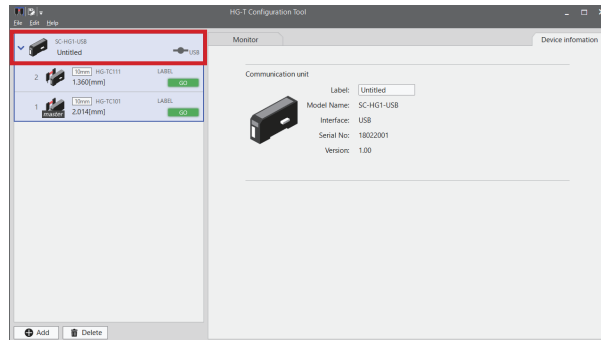 HG-T Configuration Tool
File Edit Help
SC-HG1-USB
Untitled
USB
2
10mm HG-TC111 LABEL
1.360[mm] GO
1
10mm HG-TC101 LABEL
master 2.014[mm] GO
Add Delete
Monitor Device infomation
Communication unit
Label: Untitled
Model Name: SC-HG1-USB
Interface: USB
Serial No: 18022001
Version: 1.00